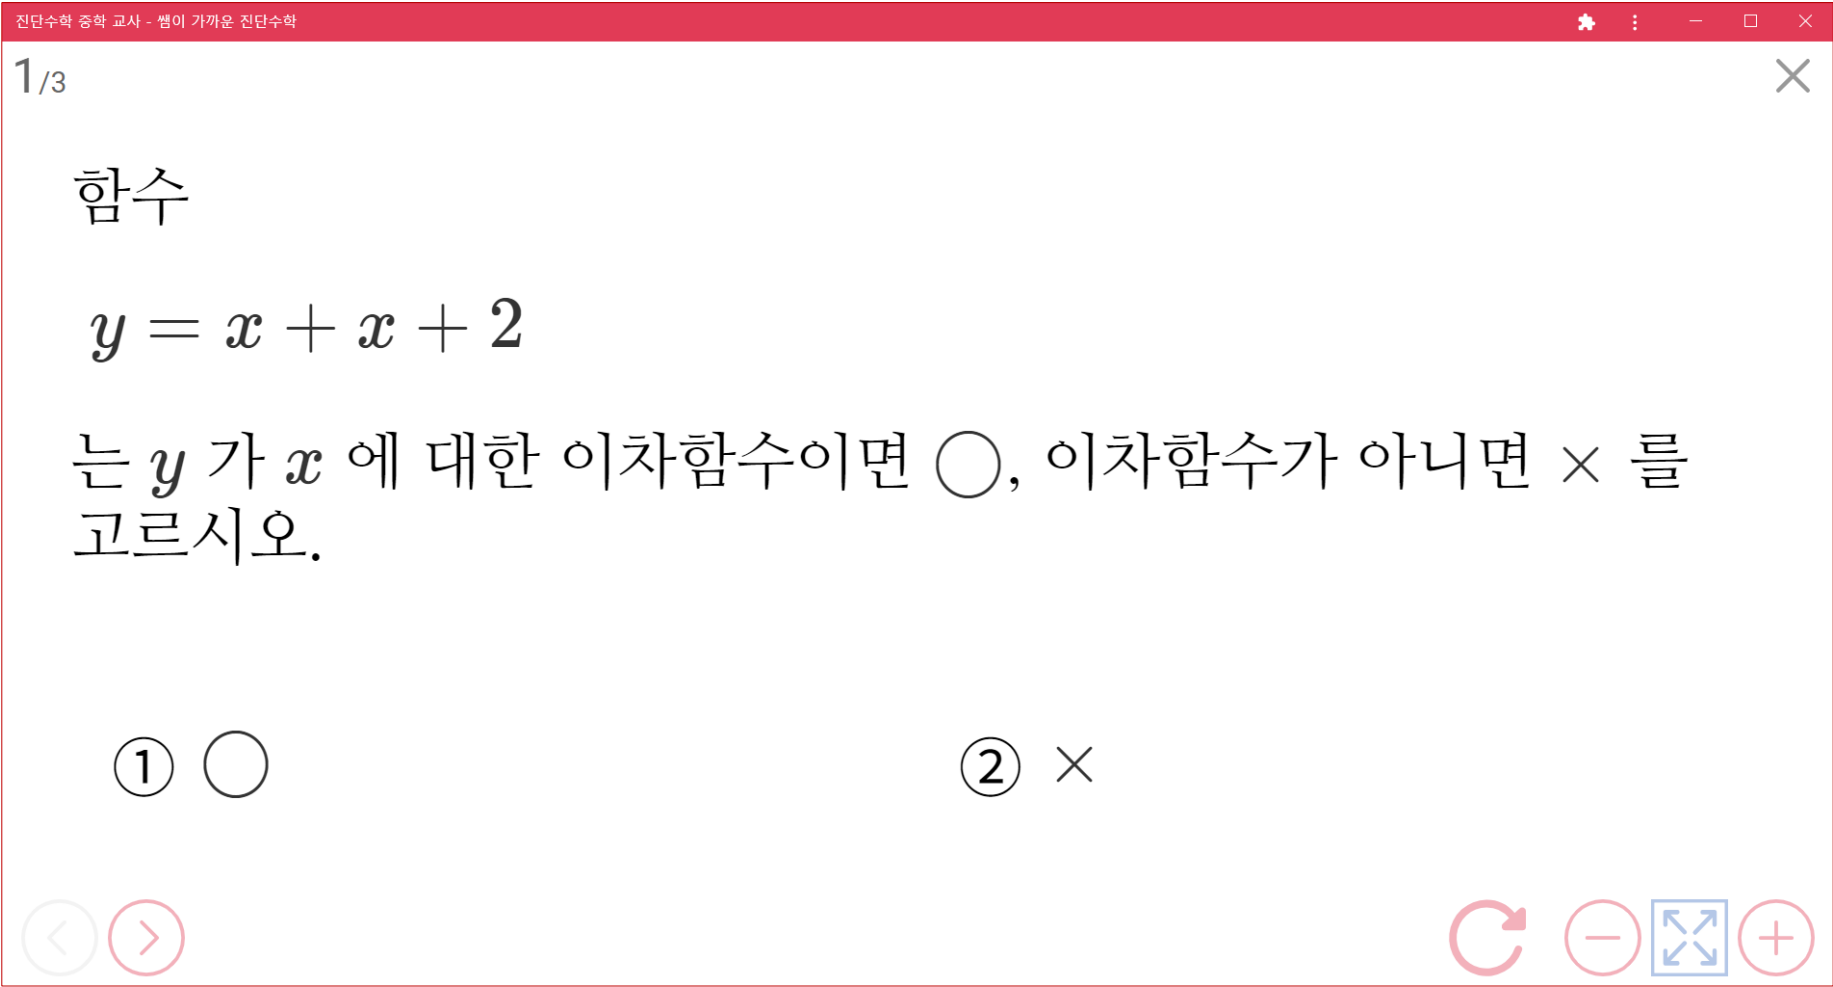 진단수학 중학 교사 - 쌤이 가까운 진단수학
1/3
함수
y = x + x + 2
는 y 가 x 에 대한 이차함수이면 ◯, 이차함수가 아니면 × 를
고르시오.
① ◯ ② ×